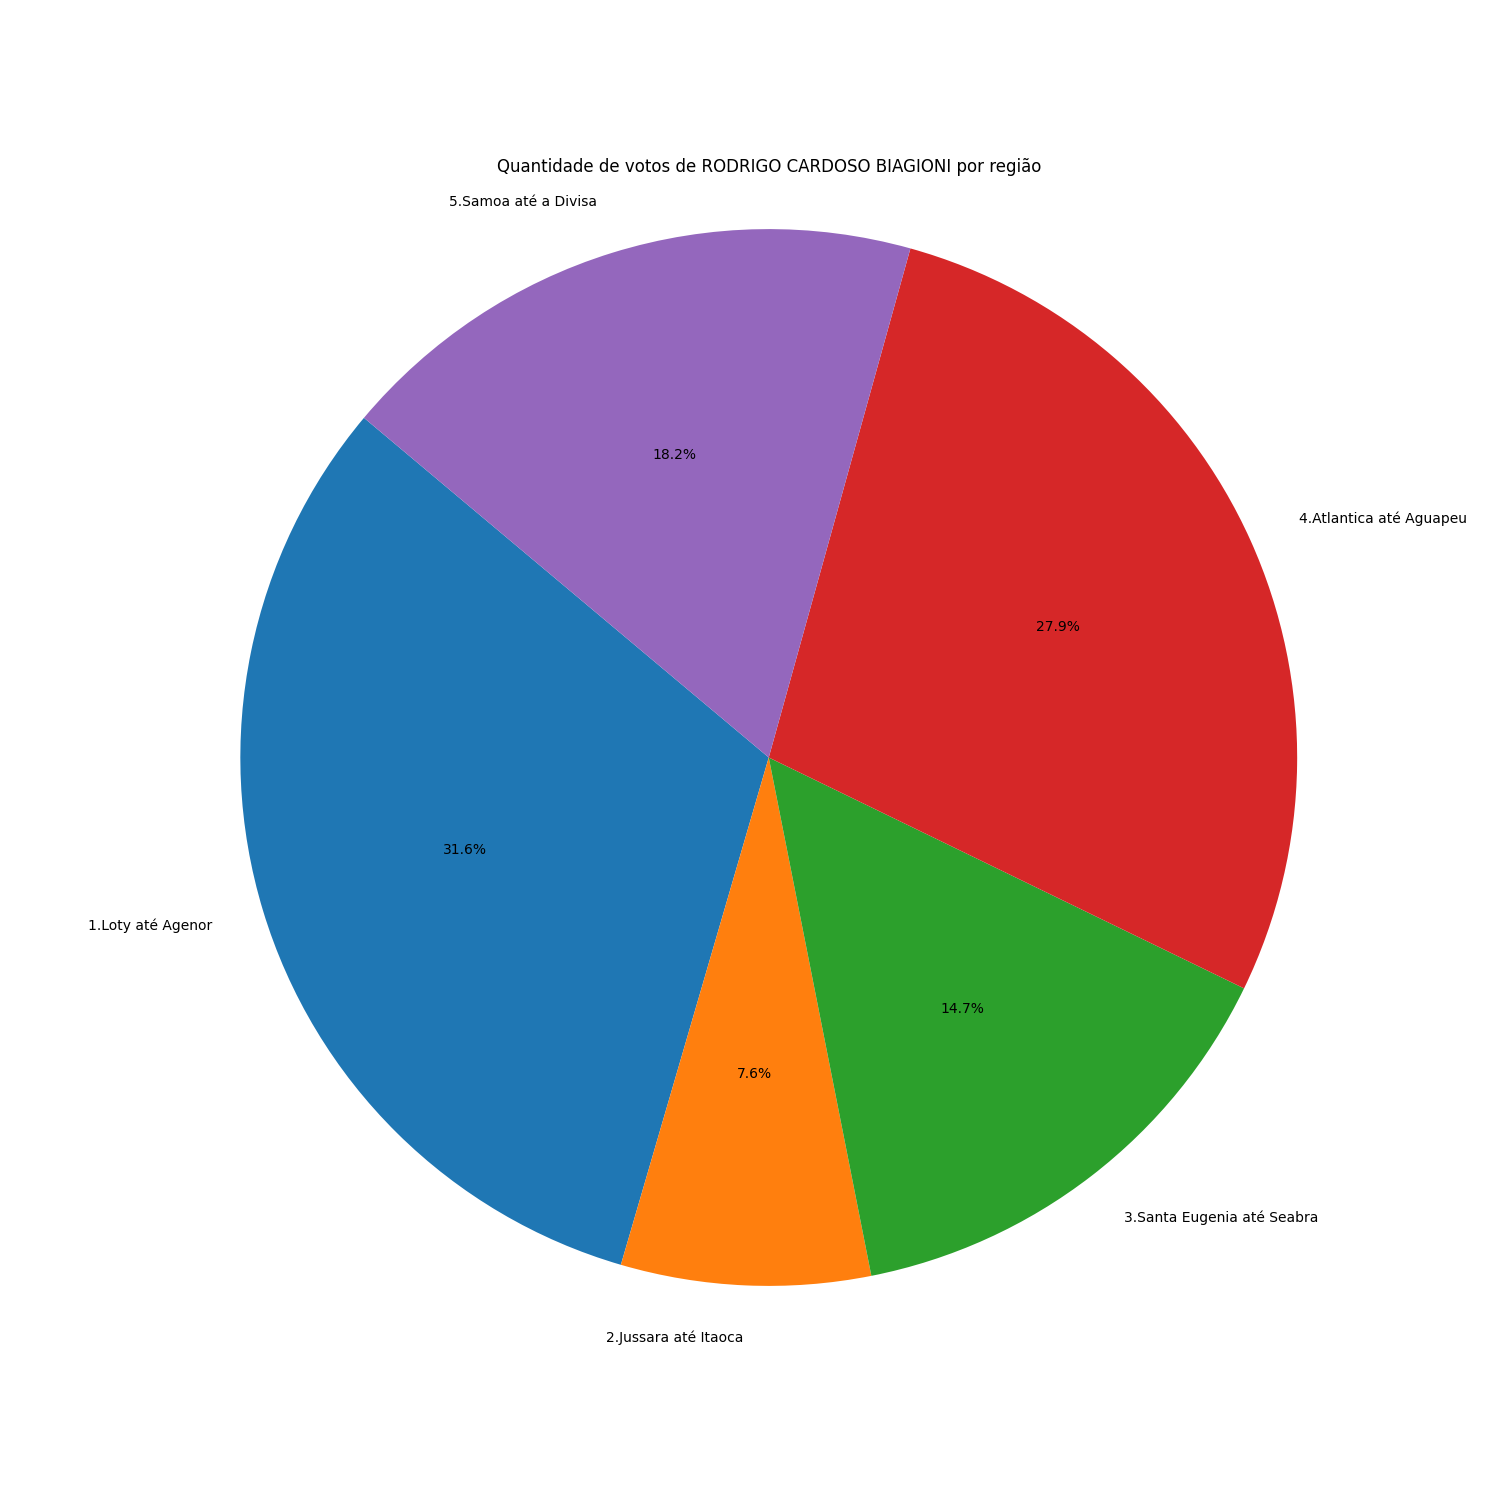 Quantidade de votos de RODRIGO CARDOSO BIAGIONI por região
5.Samoa até a Divisa
18.2%
4.Atlantica até Aguapeu
27.9%
31.6%
1.Loty até Agenor
14.7%
7.6%
3.Santa Eugenia até Seabra
2.Jussara até Itaoca